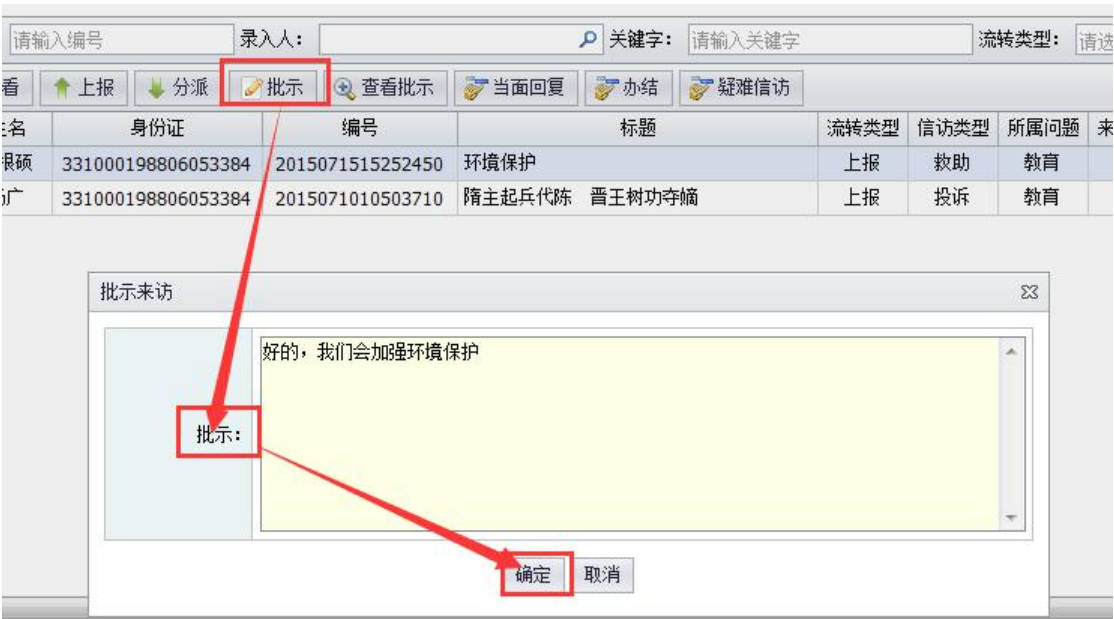 请输入编号 录入人： 关键字： 请输入关键字 流转类型： 请选
看 上报 分派 批示 查看批示 当面回复 办结 疑难信访
名 身份证 编号 标题 流转类型 信访类型 所属问题 来
根硕 331000198806053384 2015071515252450 环境保护 上报 救助 教育
广 331000198806053384 2015071010503710 隋主起兵代陈 晋王树功夺嫡 上报 投诉 教育
批示来访
好的，我们会加强环境保护
批示：
确定 取消